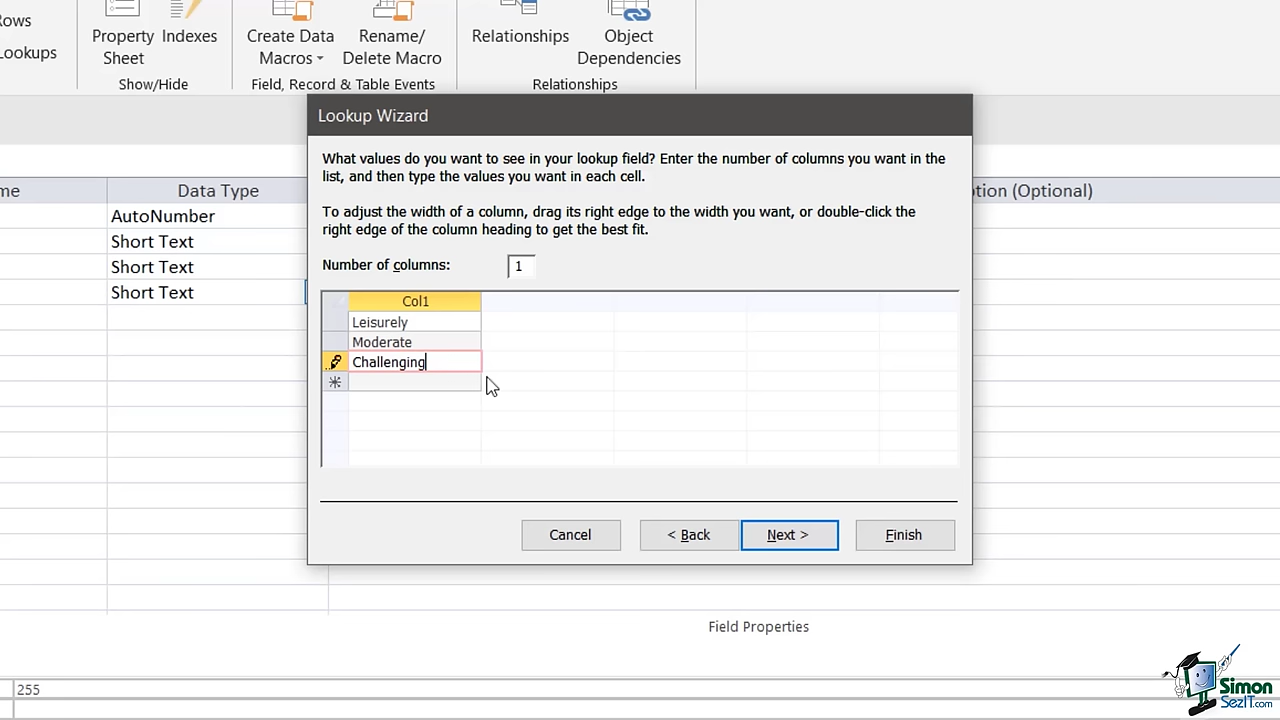 ows
Lookups
Property Sheet
Indexes
Create Data Macros
Rename/ Delete Macro
Relationships
Object Dependencies
Show/Hide
Field, Record & Table Events
Relationships
Lookup Wizard
What values do you want to see in your lookup field? Enter the number of columns you want in the
list, and then type the values you want in each cell.
To adjust the width of a column, drag its right edge to the width you want, or double-click the
right edge of the column heading to get the best fit.
Number of columns: 1
me
Data Type
tion (Optional)
AutoNumber
Short Text
Short Text
Short Text
Col1
Leisurely
Moderate
Challenging
Cancel
< Back
Next >
Finish
Field Properties
255
Simon
SezIT.com